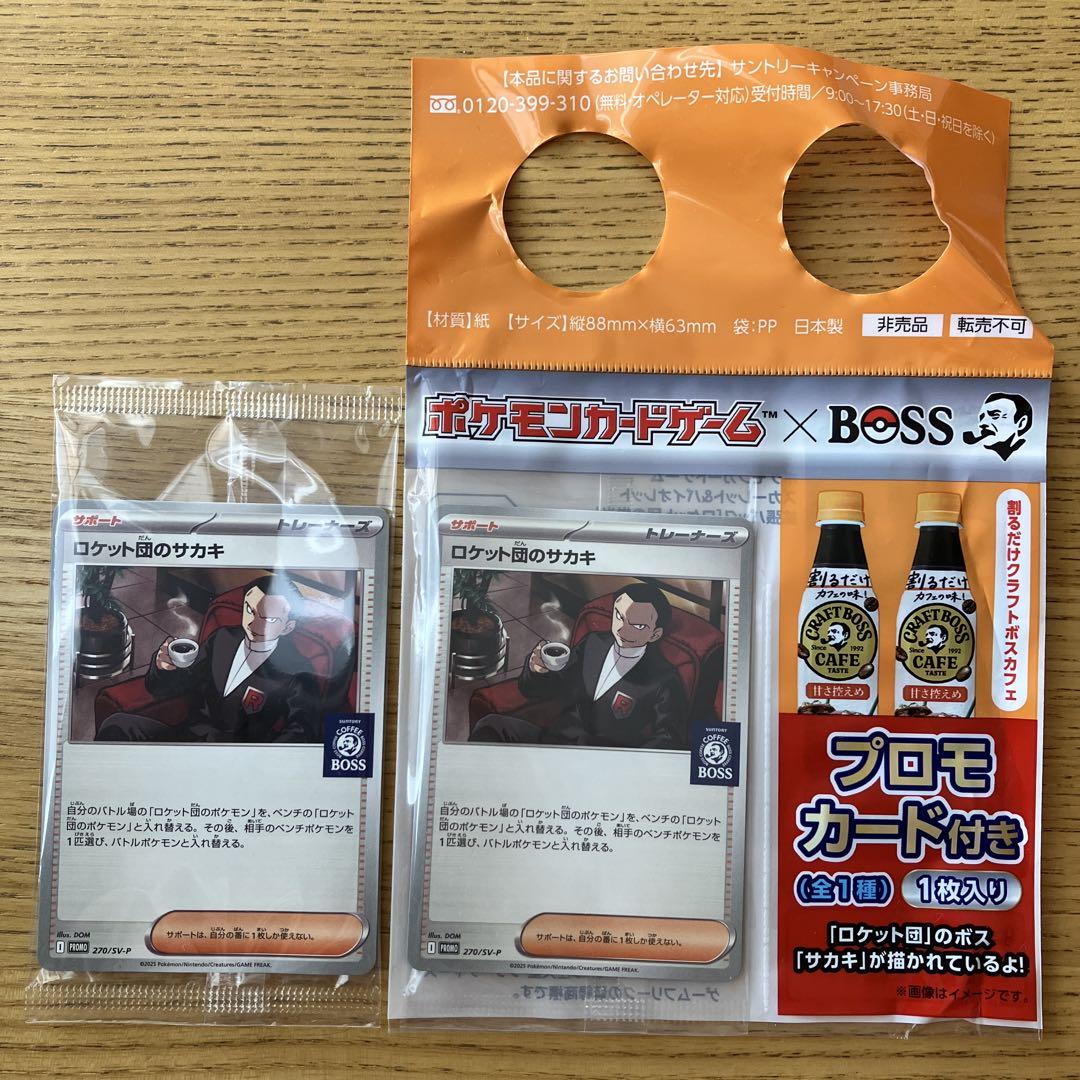 【本品に関するお問い合わせ先】サントリーキャンペーン事務局
0120-399-310(無料・オペレーター対応)受付時間/9:00~17:30(土・日・祝日を除く)
【材質】紙 【サイズ】縦88mm×横63mm 袋:PP 日本製 非売品 転売不可
ポケモンカードゲーム™×BOSS
割るだけクラフトボスカフェ
割るだけ
カフェの味!
CRAFT BOSS
Since 1992
CAFE
TASTE
甘さ控えめ
割るだけ
カフェの味!
CRAFT BOSS
Since 1992
CAFE
TASTE
甘さ控えめ
プロモ
カード付き
(全1種) 1枚入り
「ロケット団」のボス
「サカキ」が描かれているよ!
※画像はイメージです。
サポート トレーナーズ
ロケット団のサカキ
R
SUNTORY
COFFEE
BOSS
自分のバトル場の「ロケット団のポケモン」を、ベンチの「ロケット
団のポケモン」と入れ替える。その後、相手のベンチポケモンを
1匹選び、バトルポケモンと入れ替える。
Illus. DOM
サポートは、自分の番に1枚しか使えない。
I PROMO 270/SV-P
©2025 Pokémon/Nintendo/Creatures/GAME FREAK.
サポート トレーナーズ
ロケット団のサカキ
R
SUNTORY
COFFEE
BOSS
自分のバトル場の「ロケット団のポケモン」を、ベンチの「ロケット
団のポケモン」と入れ替える。その後、相手のベンチポケモンを
1匹選び、バトルポケモンと入れ替える。
Illus. DOM
サポートは、自分の番に1枚しか使えない。
I PROMO 270/SV-P
©2025 Pokémon/Nintendo/Creatures/GAME FREAK.